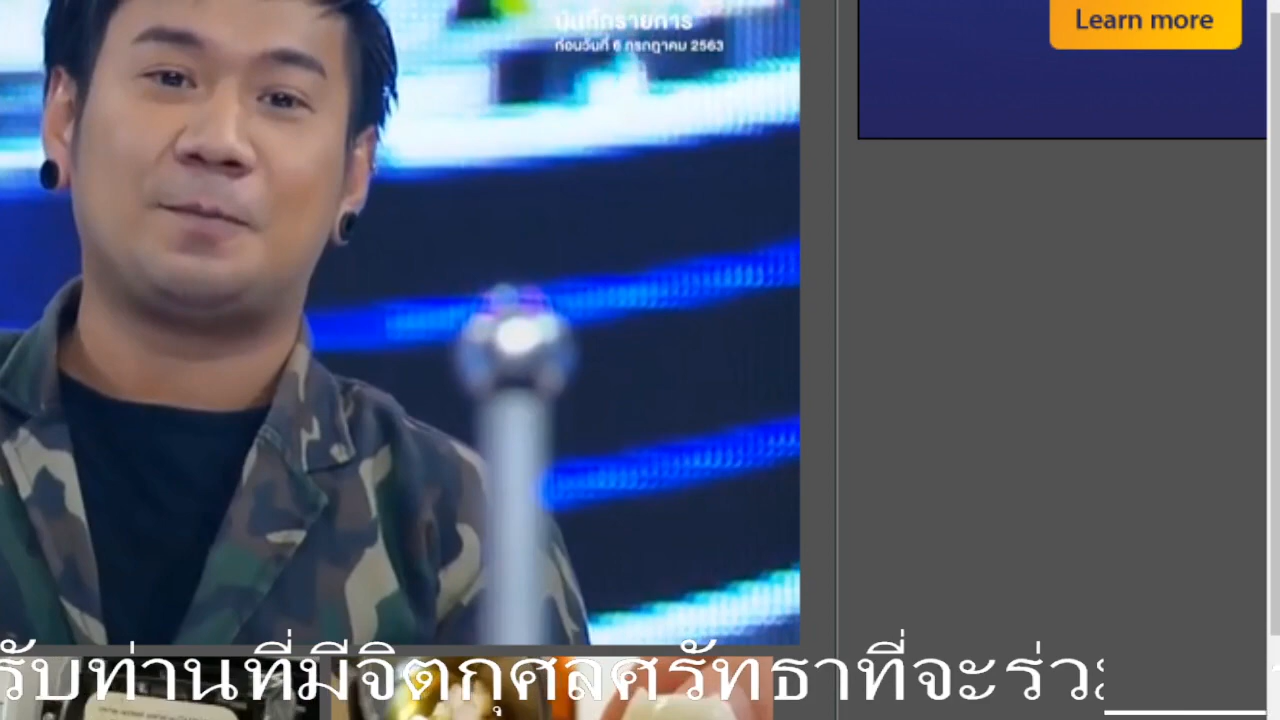 บันทึกรายการ
ก่อนวันที่ 6 กรกฎาคม 2563
Learn more
รับท่านที่มีจิตกุศลศรัทธาที่จะร่ว